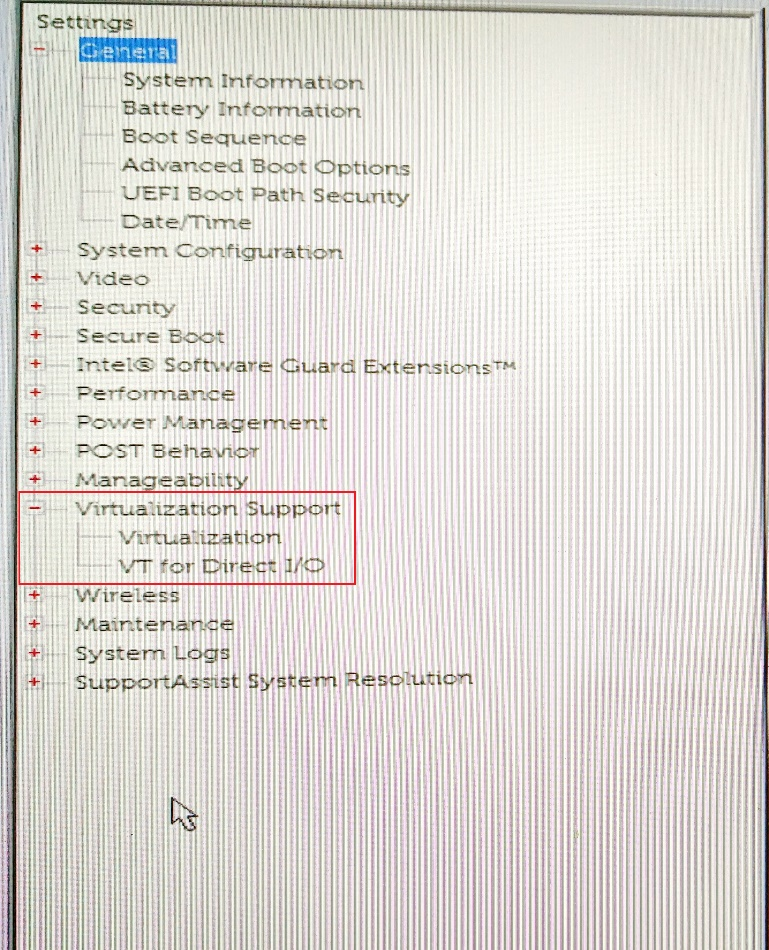 Settings
General
System Information
Battery Information
Boot Sequence
Advanced Boot Options
UEFI Boot Path Security
Date/Time
System Configuration
Video
Security
Secure Boot
Intel® Software Guard Extensions™
Performance
Power Management
POST Behavior
Manageability
Virtualization Support
Virtualization
VT for Direct I/O
Wireless
Maintenance
System Logs
SupportAssist System Resolution